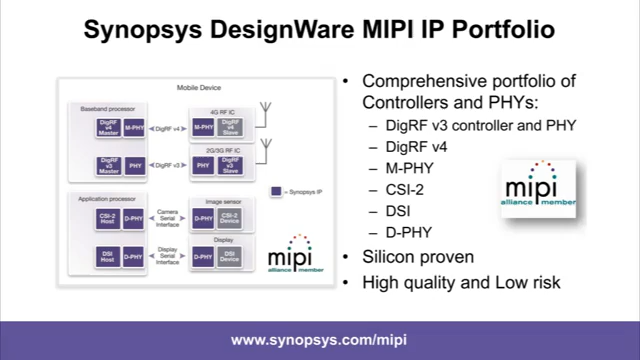 Synopsys DesignWare MIPI IP Portfolio
Mobile Device
Baseband processor
DigRF v4 Master
M-PHY
DigRF v4
4G RF IC
M-PHY
DigRF v4 Slave
DigRF v3 Master
PHY
DigRF v3
2G/3G RF IC
PHY
DigRF v3 Slave
= Synopsys IP
Application processor
CSI-2 Host
D-PHY
Camera Serial Interface
Image sensor
D-PHY
CSI-2 Device
DSI Host
D-PHY
Display Serial Interface
Display
D-PHY
DSI Device
mipi
alliance member
• Comprehensive portfolio of
Controllers and PHYs:
– DigRF v3 controller and PHY
– DigRF v4
– M-PHY
– CSI-2
– DSI
– D-PHY
mipi
alliance member
• Silicon proven
• High quality and Low risk
www.synopsys.com/mipi